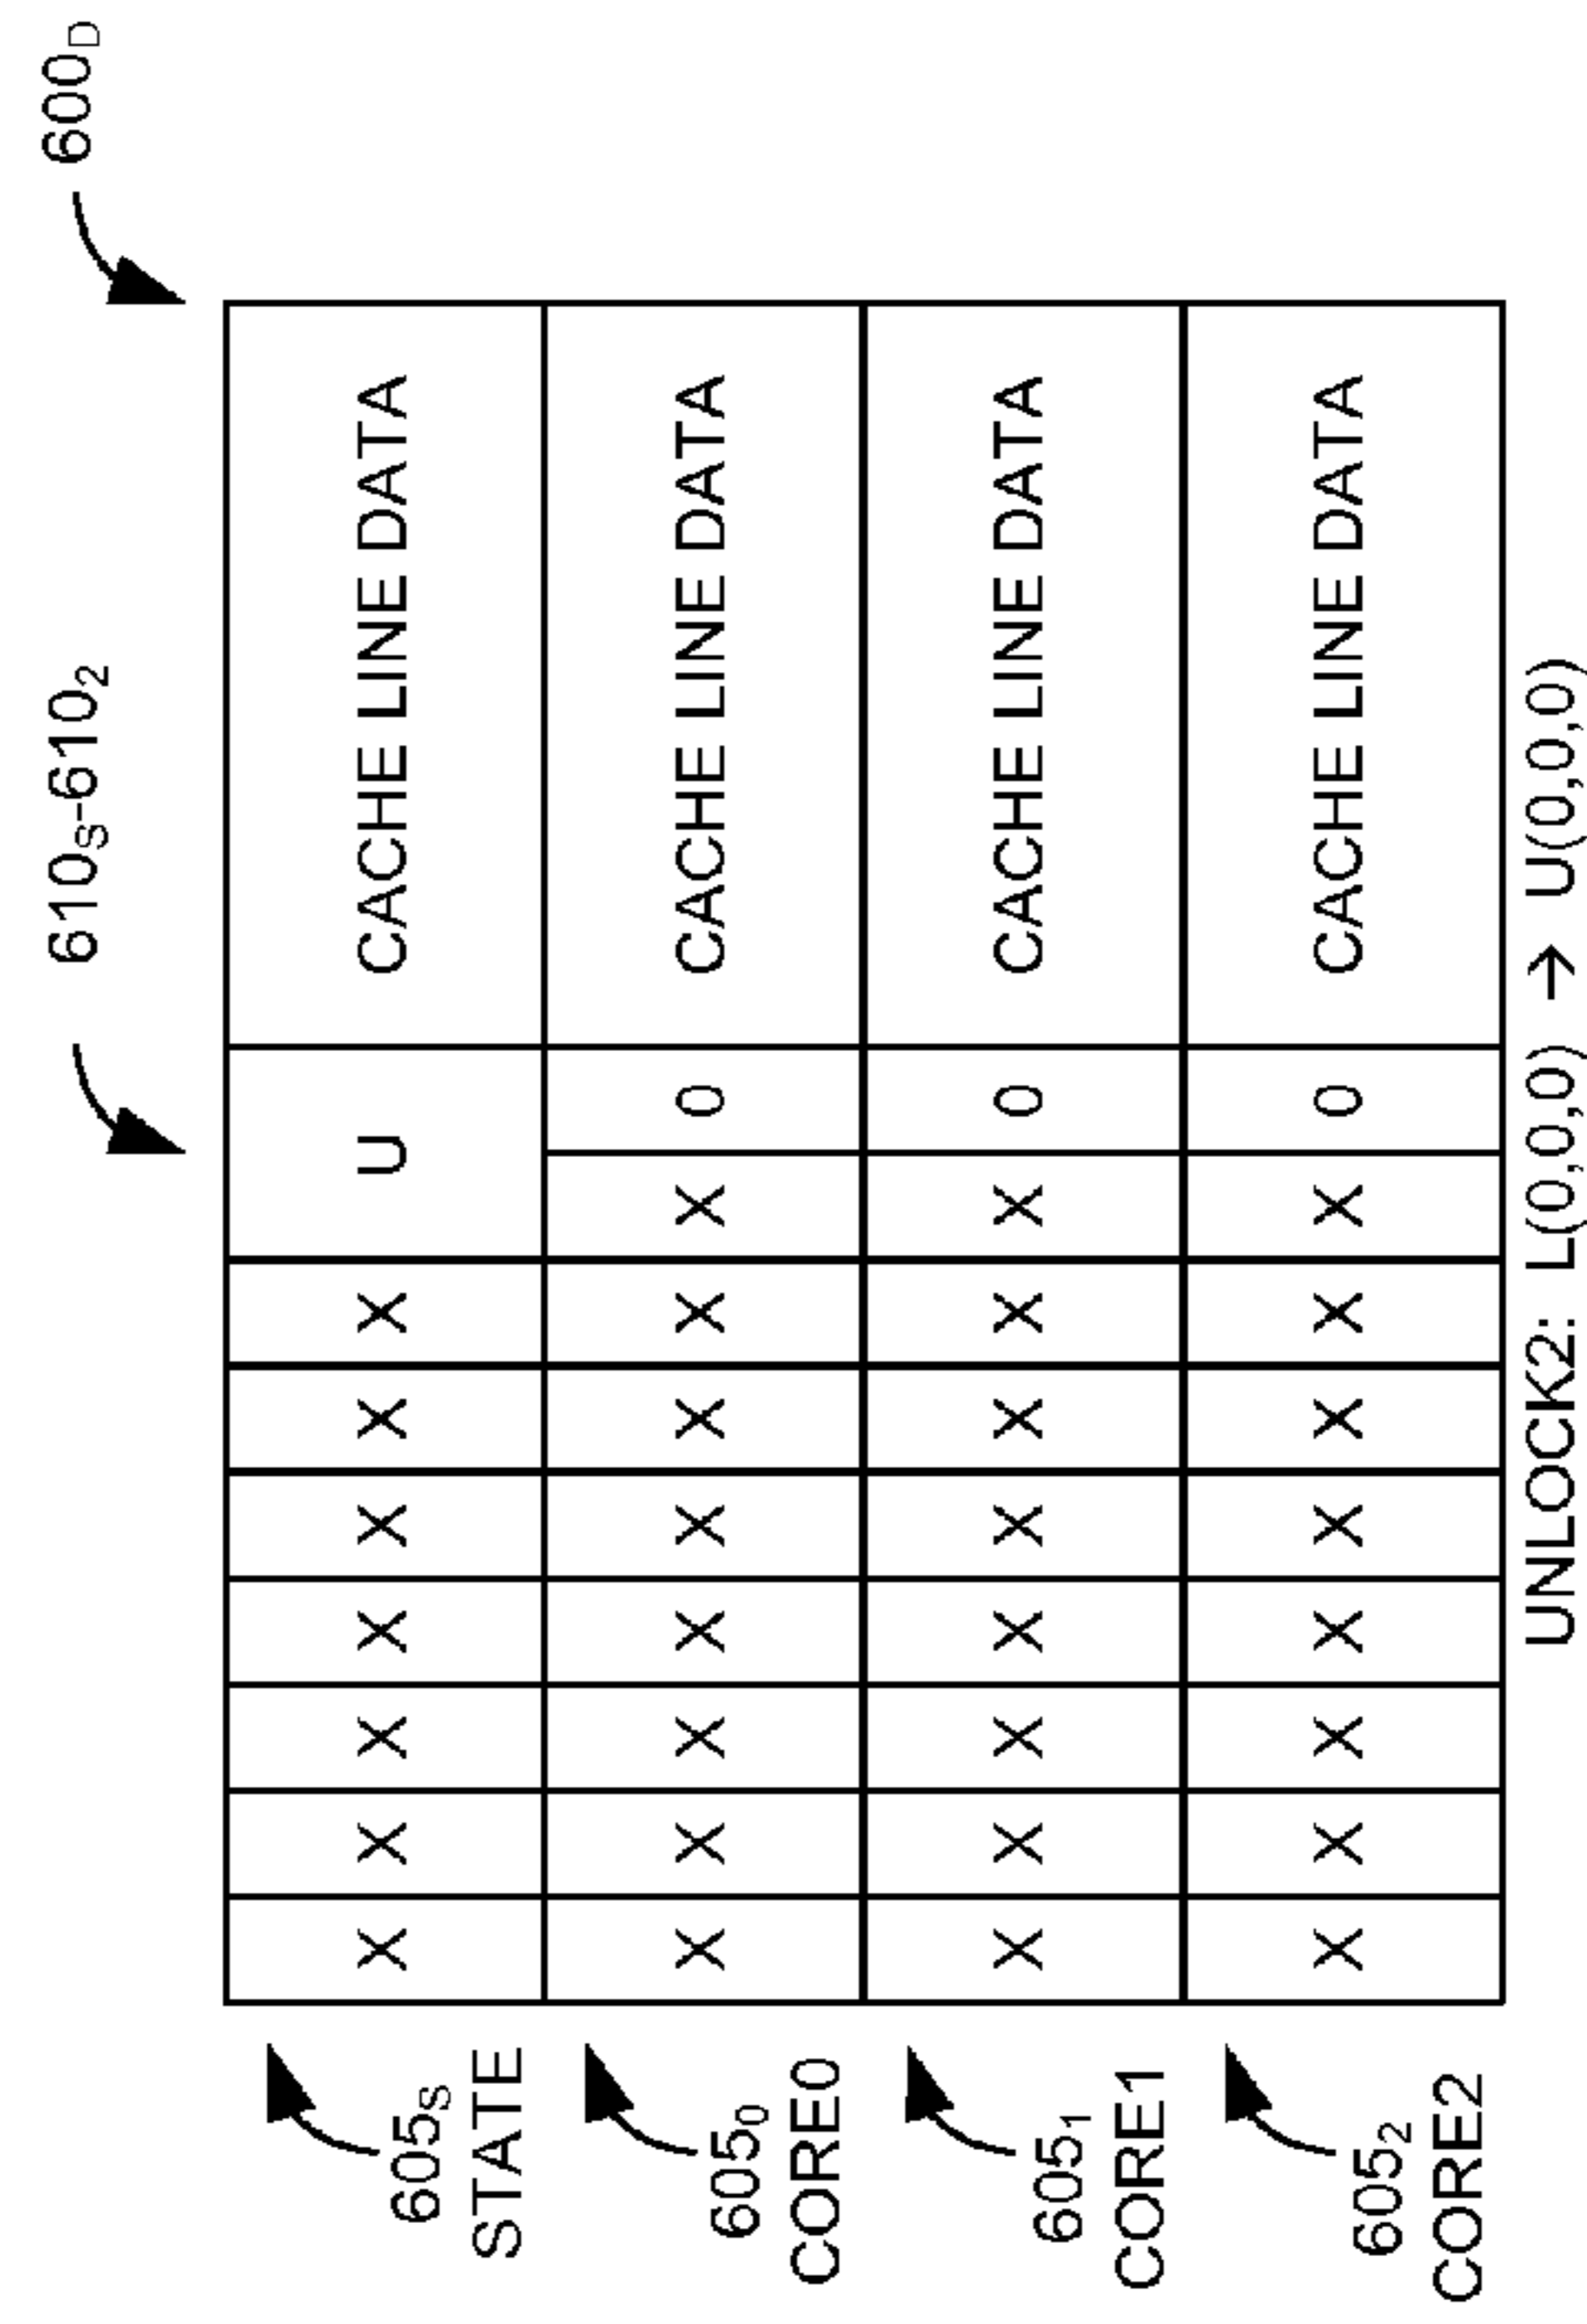 610ₛ-610₂ 600D
605ₛ X X X X X X X U CACHE LINE DATA
STATE
605₀ X X X X X X X X 0 CACHE LINE DATA
CORE0
605₁ X X X X X X X X 0 CACHE LINE DATA
CORE1
605₂ X X X X X X X X 0 CACHE LINE DATA
CORE2
UNLOCK2: L(0,0,0) → U(0,0,0)